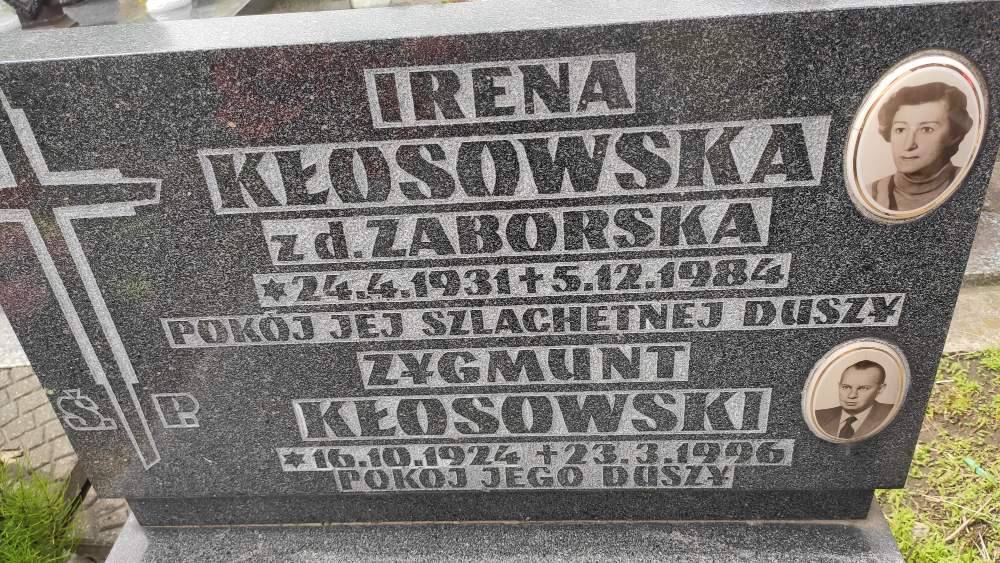 IRENA
KŁOSOWSKA
z d. ZABORSKA
* 24.4.1931 + 5.12.1984
POKÓJ JEJ SZLACHETNEJ DUSZY
ZYGMUNT
Ś. P.
KŁOSOWSKI
* 16.10.1924 + 23.3.1996
POKÓJ JEGO DUSZY